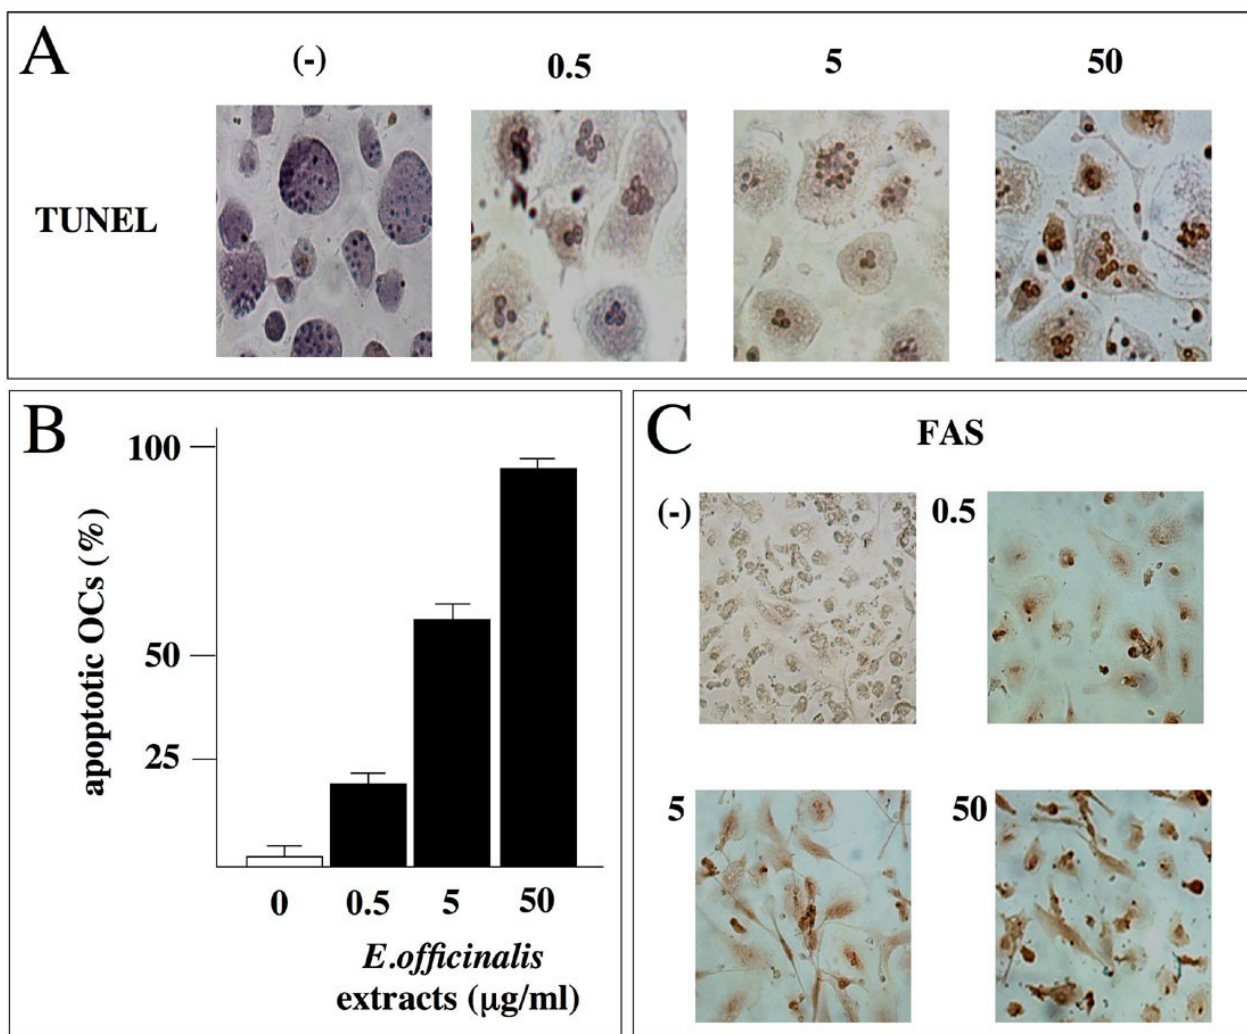 A
(-) 0.5 5 50
TUNEL
B
100
50
25
apoptotic OCs (%)
0 0.5 5 50
E.officinalis
extracts (μg/ml)
C
FAS
(-) 0.5
5 50